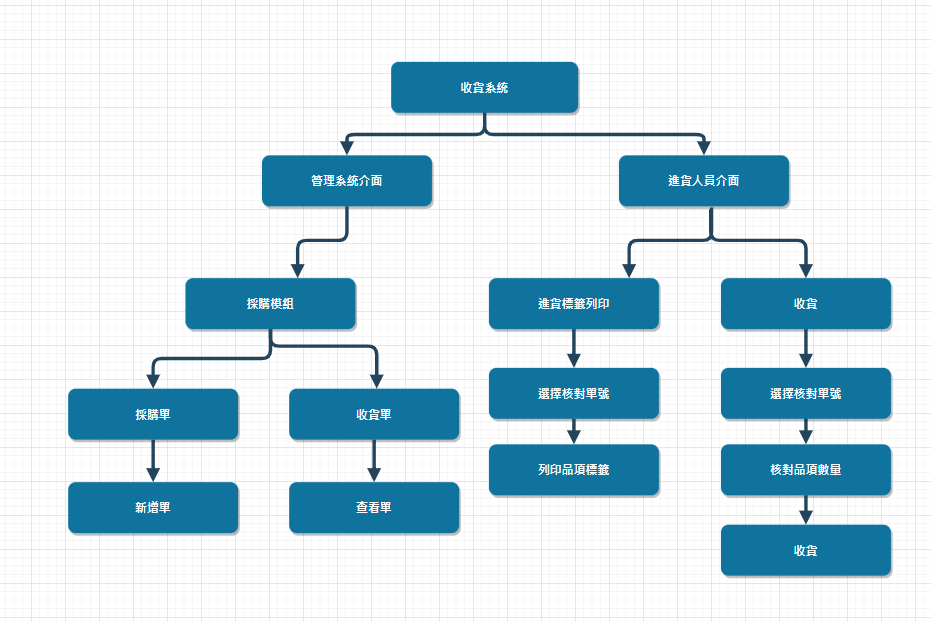 收貨系統
管理系統介面
進貨人員介面
採購模組
進貨標籤列印
收貨
採購單
收貨單
選擇核對單號
選擇核對單號
列印品項標籤
核對品項數量
新增單
查看單
收貨